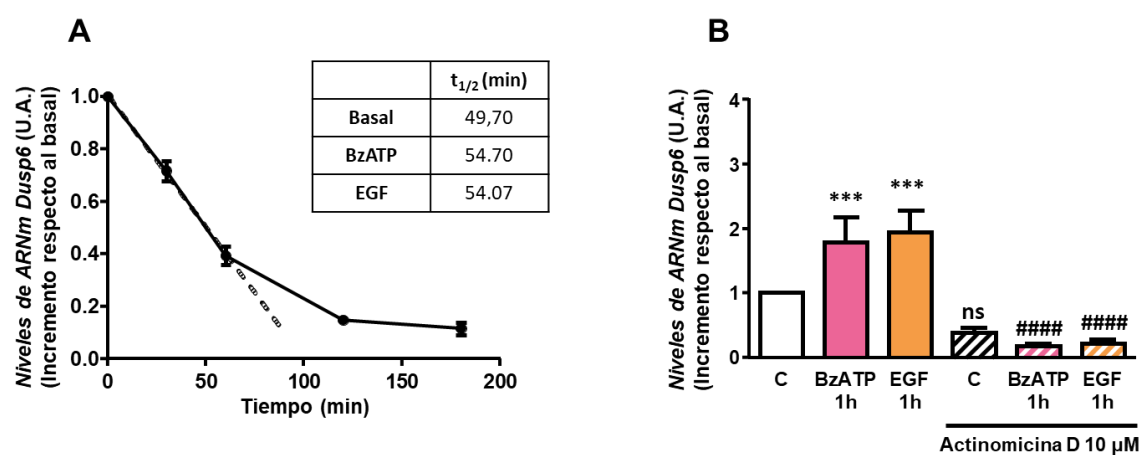 A
Niveles de ARNm Dusp6 (U.A.)
(Incremento respecto al basal)
1.0
0.8
0.6
0.4
0.2
0.0
0
50
100
150
200
Tiempo (min)
t1/2 (min)
Basal 49,70
BzATP 54.70
EGF 54.07
B
Niveles de ARNm Dusp6 (U.A.)
(Incremento respecto al basal)
4
3
2
1
0
***
***
ns
####
####
C BzATP EGF C BzATP EGF
1h 1h 1h 1h
Actinomicina D 10 µM